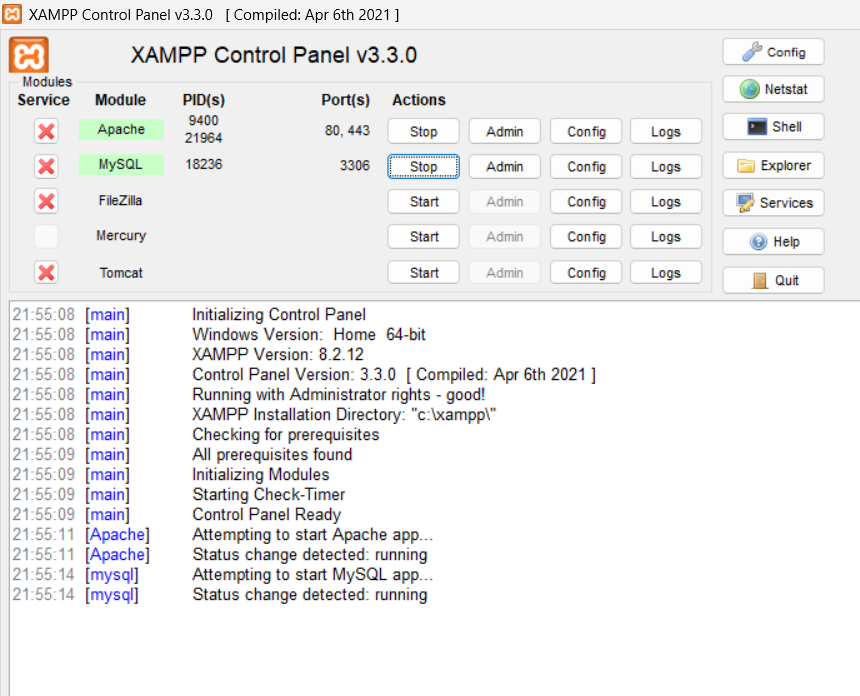 XAMPP Control Panel v3.3.0 [ Compiled: Apr 6th 2021 ]
XAMPP Control Panel v3.3.0
Config
Modules
Service Module PID(s) Port(s) Actions
Netstat
Apache 9400 21964 80, 443 Stop Admin Config Logs
Shell
MySQL 18236 3306 Stop Admin Config Logs
Explorer
FileZilla Start Admin Config Logs
Services
Mercury Start Admin Config Logs
Help
Tomcat Start Admin Config Logs
Quit
21:55:08 [main] Initializing Control Panel
21:55:08 [main] Windows Version: Home 64-bit
21:55:08 [main] XAMPP Version: 8.2.12
21:55:08 [main] Control Panel Version: 3.3.0 [ Compiled: Apr 6th 2021 ]
21:55:08 [main] Running with Administrator rights - good!
21:55:08 [main] XAMPP Installation Directory: "c:\xampp\"
21:55:08 [main] Checking for prerequisites
21:55:09 [main] All prerequisites found
21:55:09 [main] Initializing Modules
21:55:09 [main] Starting Check-Timer
21:55:09 [main] Control Panel Ready
21:55:11 [Apache] Attempting to start Apache app...
21:55:11 [Apache] Status change detected: running
21:55:14 [mysql] Attempting to start MySQL app...
21:55:14 [mysql] Status change detected: running